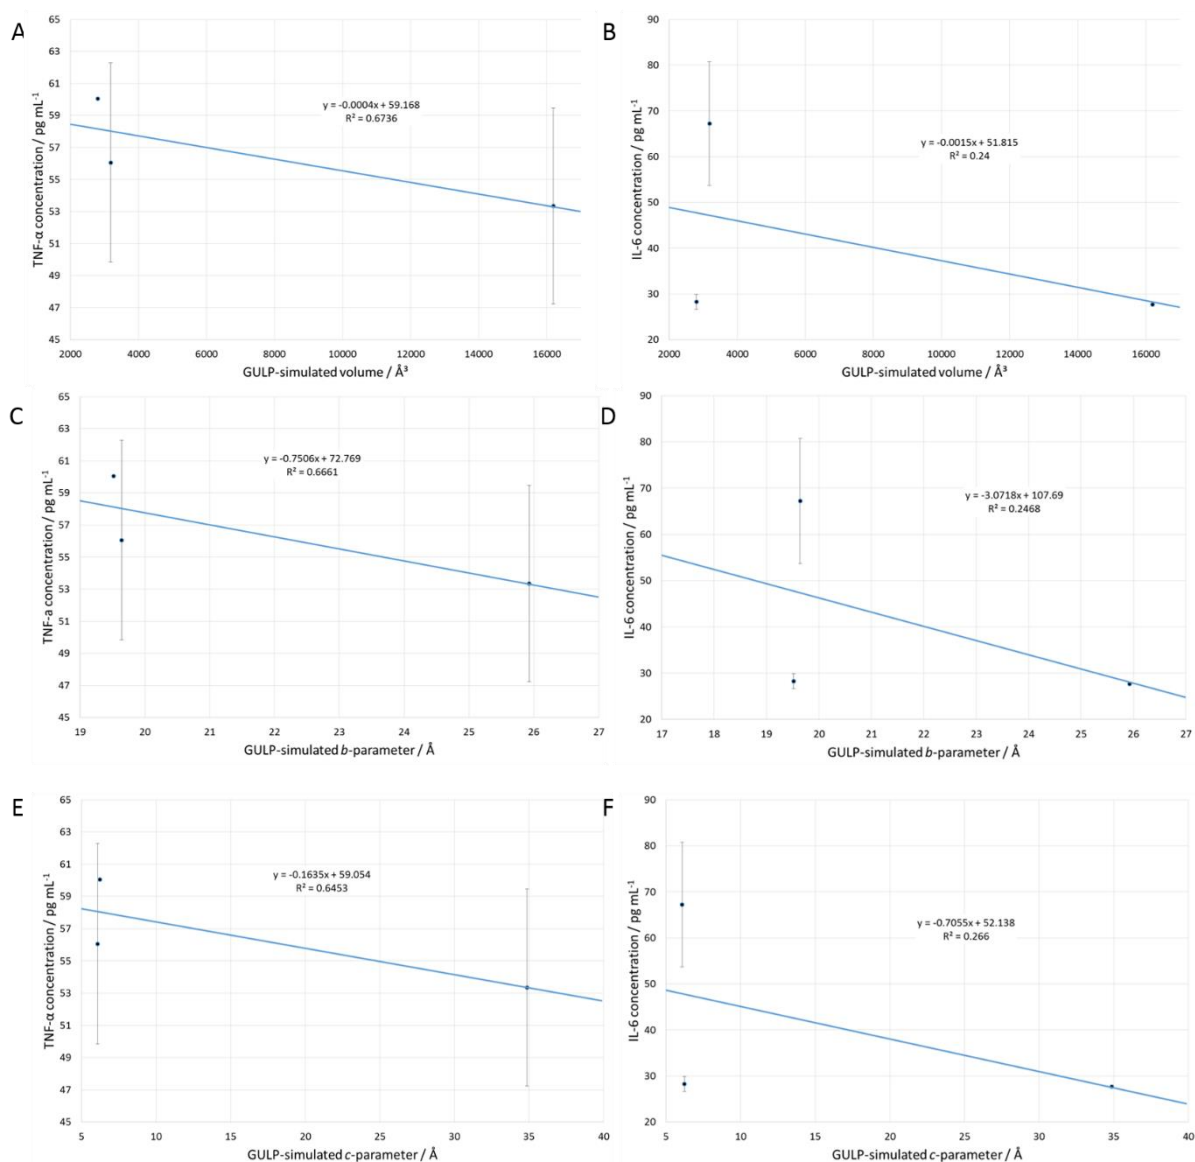 A
TNF-α concentration / pg mL⁻¹
65
63
61
59
57
55
53
51
49
47
45
y = -0.0004x + 59.168
R² = 0.6736
2000 4000 6000 8000 10000 12000 14000 16000
GULP-simulated volume / Å³
B
IL-6 concentration / pg mL⁻¹
90
80
70
60
50
40
30
20
y = -0.0015x + 51.815
R² = 0.24
2000 4000 6000 8000 10000 12000 14000 16000
GULP-simulated volume / Å³
C
TNF-a concentration / pg mL⁻¹
65
63
61
59
57
55
53
51
49
47
45
y = -0.7506x + 72.769
R² = 0.6661
19 20 21 22 23 24 25 26 27
GULP-simulated b-parameter / Å
D
IL-6 concentration / pg mL⁻¹
90
80
70
60
50
40
30
20
y = -3.0718x + 107.69
R² = 0.2468
17 18 19 20 21 22 23 24 25 26 27
GULP-simulated b-parameter / Å
E
TNF-α concentration / pg mL⁻¹
65
63
61
59
57
55
53
51
49
47
45
y = -0.1635x + 59.054
R² = 0.6453
5 10 15 20 25 30 35 40
GULP-simulated c-parameter / Å
F
IL-6 concentration / pg mL⁻¹
90
80
70
60
50
40
30
20
y = -0.7055x + 52.138
R² = 0.266
5 10 15 20 25 30 35 40
GULP-simulated c-parameter / Å